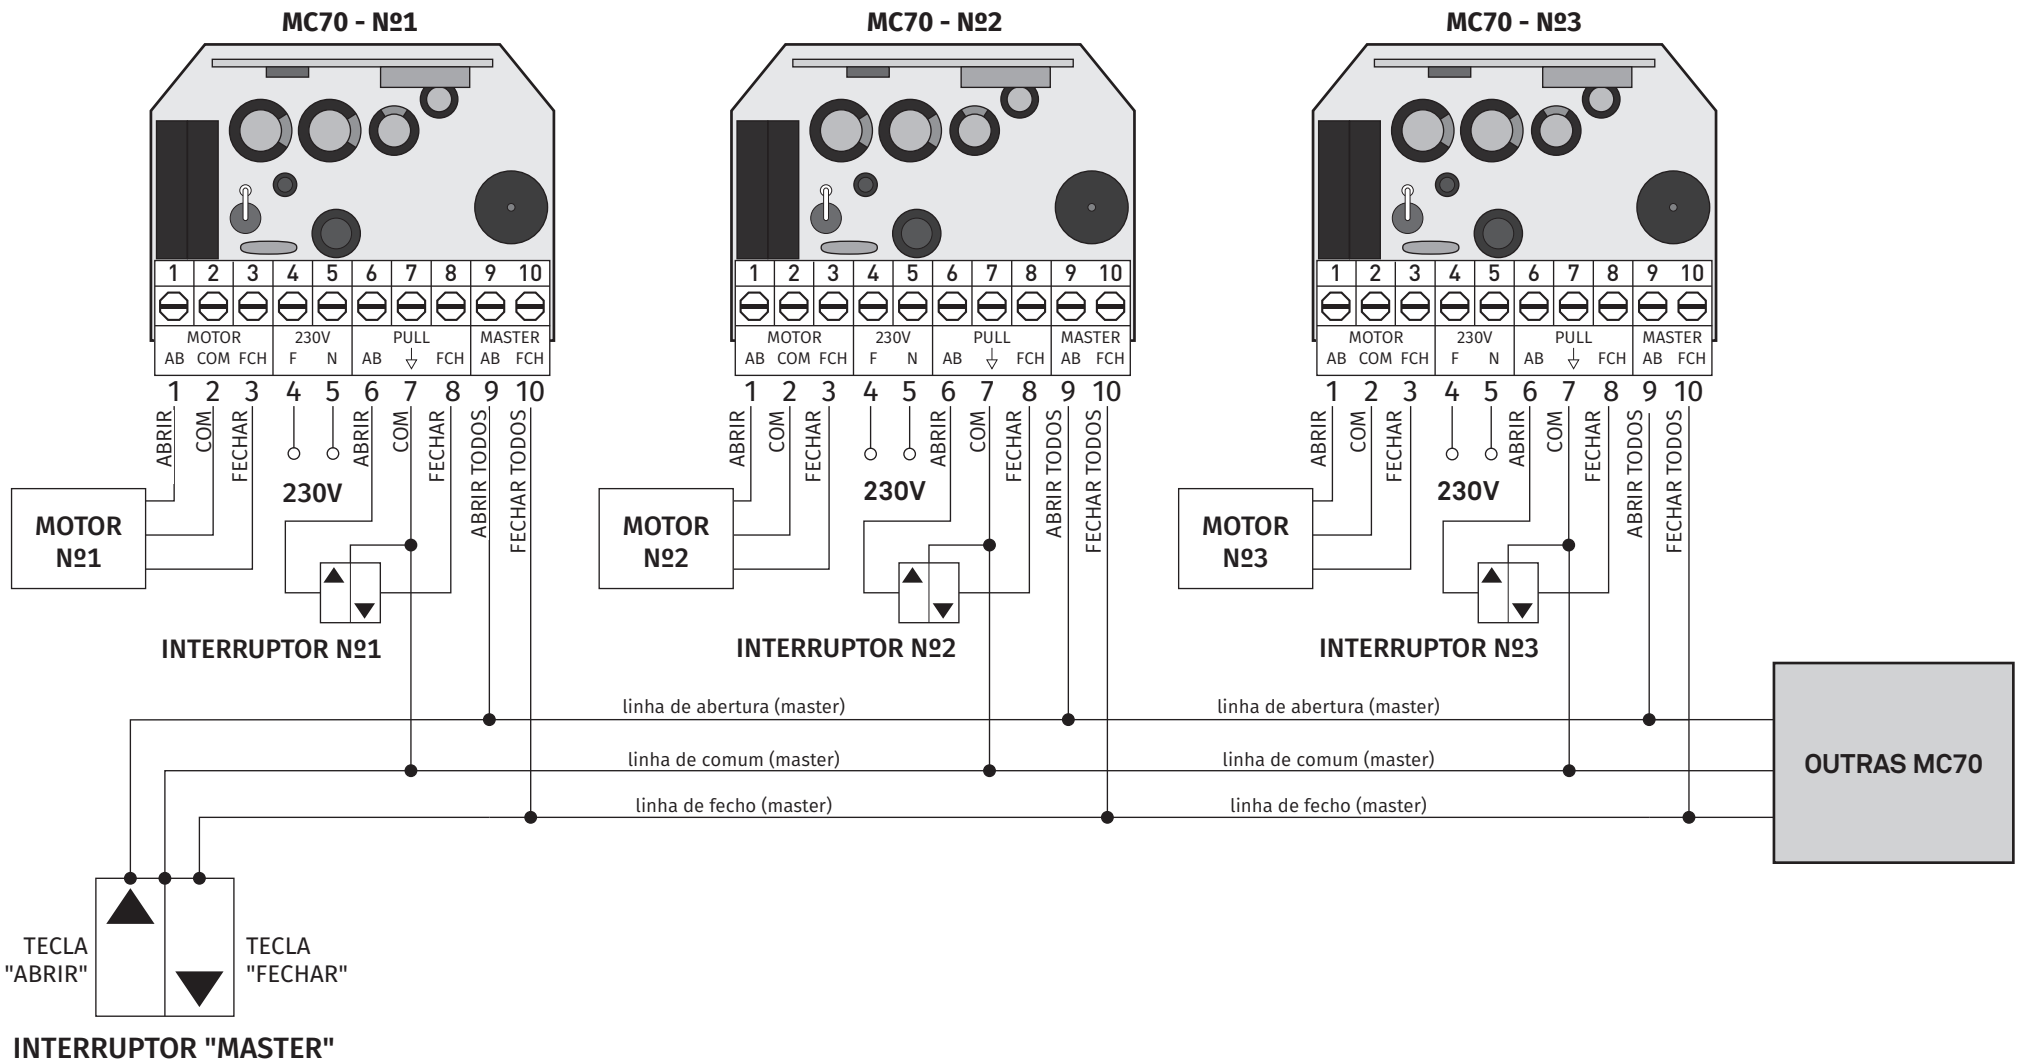 MC70 - Nº1 MC70 - Nº2 MC70 - Nº3
1 2 3 4 5 6 7 8 9 10
MOTOR 230V PULL MASTER
AB COM FCH F N AB FCH AB FCH
1 2 3 4 5 6 7 8 9 10
ABRIR
COM
FECHAR
230V
ABRIR
COM
FECHAR
ABRIR TODOS
FECHAR TODOS
MOTOR
Nº1
INTERRUPTOR Nº1
1 2 3 4 5 6 7 8 9 10
MOTOR 230V PULL MASTER
AB COM FCH F N AB FCH AB FCH
1 2 3 4 5 6 7 8 9 10
ABRIR
COM
FECHAR
230V
ABRIR
COM
FECHAR
ABRIR TODOS
FECHAR TODOS
MOTOR
Nº2
INTERRUPTOR Nº2
1 2 3 4 5 6 7 8 9 10
MOTOR 230V PULL MASTER
AB COM FCH F N AB FCH AB FCH
1 2 3 4 5 6 7 8 9 10
ABRIR
COM
FECHAR
230V
ABRIR
COM
FECHAR
ABRIR TODOS
FECHAR TODOS
MOTOR
Nº3
INTERRUPTOR Nº3
linha de abertura (master) linha de abertura (master)
linha de comum (master) linha de comum (master)
linha de fecho (master) linha de fecho (master)
OUTRAS MC70
TECLA
"ABRIR"
TECLA
"FECHAR"
INTERRUPTOR "MASTER"